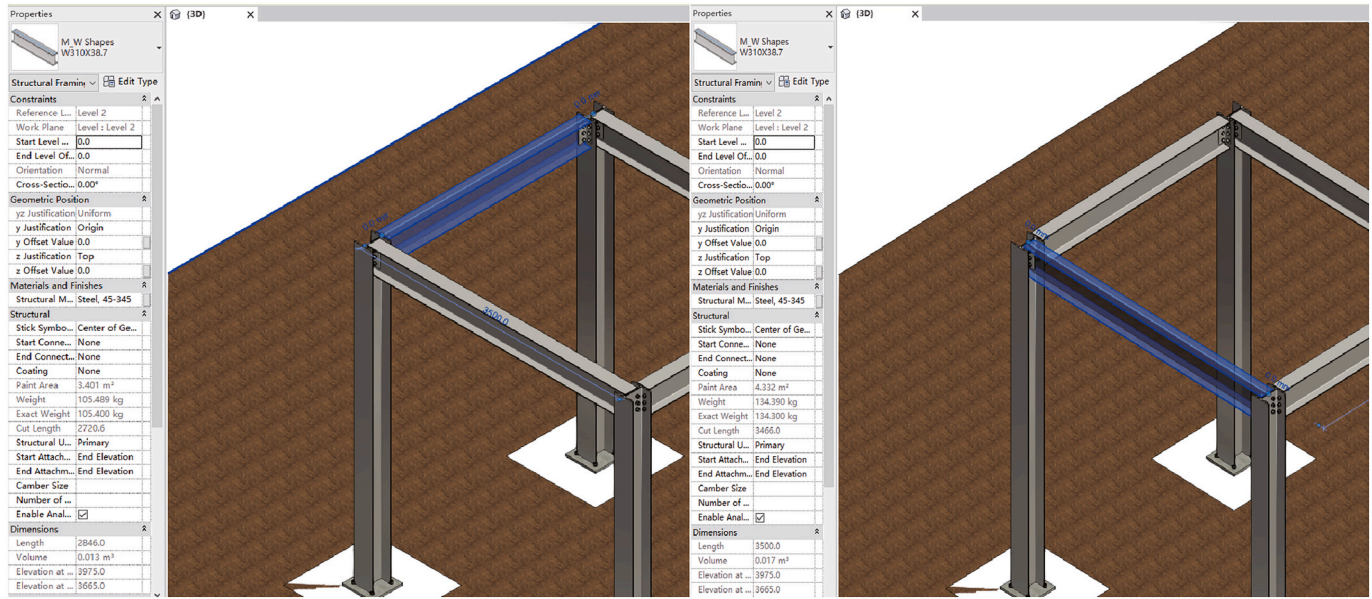 Properties
M_W Shapes
W310X38.7
Structural Framin
Edit Type
Constraints
Reference L... Level 2
Work Plane Level : Level 2
Start Level ... 0.0
End Level Of... 0.0
Orientation Normal
Cross-Sectio... 0.00°
Geometric Position
yz Justification Uniform
y Justification Origin
y Offset Value 0.0
z Justification Top
z Offset Value 0.0
Materials and Finishes
Structural M... Steel, 45-345
Structural
Stick Symbo... Center of Ge...
Start Conne... None
End Connect... None
Coating None
Paint Area 3.401 m²
Weight 105.489 kg
Exact Weight 105.400 kg
Cut Length 2720.6
Structural U... Primary
Start Attach... End Elevation
End Attachm... End Elevation
Camber Size
Number of ...
Enable Anal...
Dimensions
Length 2846.0
Volume 0.013 m³
Elevation at ... 3975.0
Elevation at ... 3665.0
{3D}
3500.0
Properties
M_W Shapes
W310X38.7
Structural Framin
Edit Type
Constraints
Reference L... Level 2
Work Plane Level : Level 2
Start Level ... 0.0
End Level Of... 0.0
Orientation Normal
Cross-Sectio... 0.00°
Geometric Position
yz Justification Uniform
y Justification Origin
y Offset Value 0.0
z Justification Top
z Offset Value 0.0
Materials and Finishes
Structural M... Steel, 45-345
Structural
Stick Symbo... Center of Ge...
Start Conne... None
End Connect... None
Coating None
Paint Area 4.332 m²
Weight 134.390 kg
Exact Weight 134.300 kg
Cut Length 3466.0
Structural U... Primary
Start Attach... End Elevation
End Attachm... End Elevation
Camber Size
Number of ...
Enable Anal...
Dimensions
Length 3500.0
Volume 0.017 m³
Elevation at ... 3975.0
Elevation at ... 3665.0
{3D}